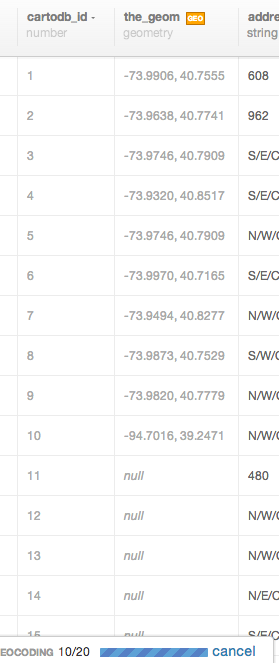 cartodb_id - the_geom GEO addre
number geometry string
1 -73.9906, 40.7555 608
2 -73.9638, 40.7741 962
3 -73.9746, 40.7909 S/E/C
4 -73.9320, 40.8517 S/E/C
5 -73.9746, 40.7909 N/W/C
6 -73.9970, 40.7165 S/E/C
7 -73.9494, 40.8277 N/W/C
8 -73.9873, 40.7529 S/W/C
9 -73.9820, 40.7779 N/W/C
10 -94.7016, 39.2471 N/W/C
11 null 480
12 null N/W/C
13 null N/W/C
14 null N/E/C
15 null S/E/C
EOCODING 10/20 cancel